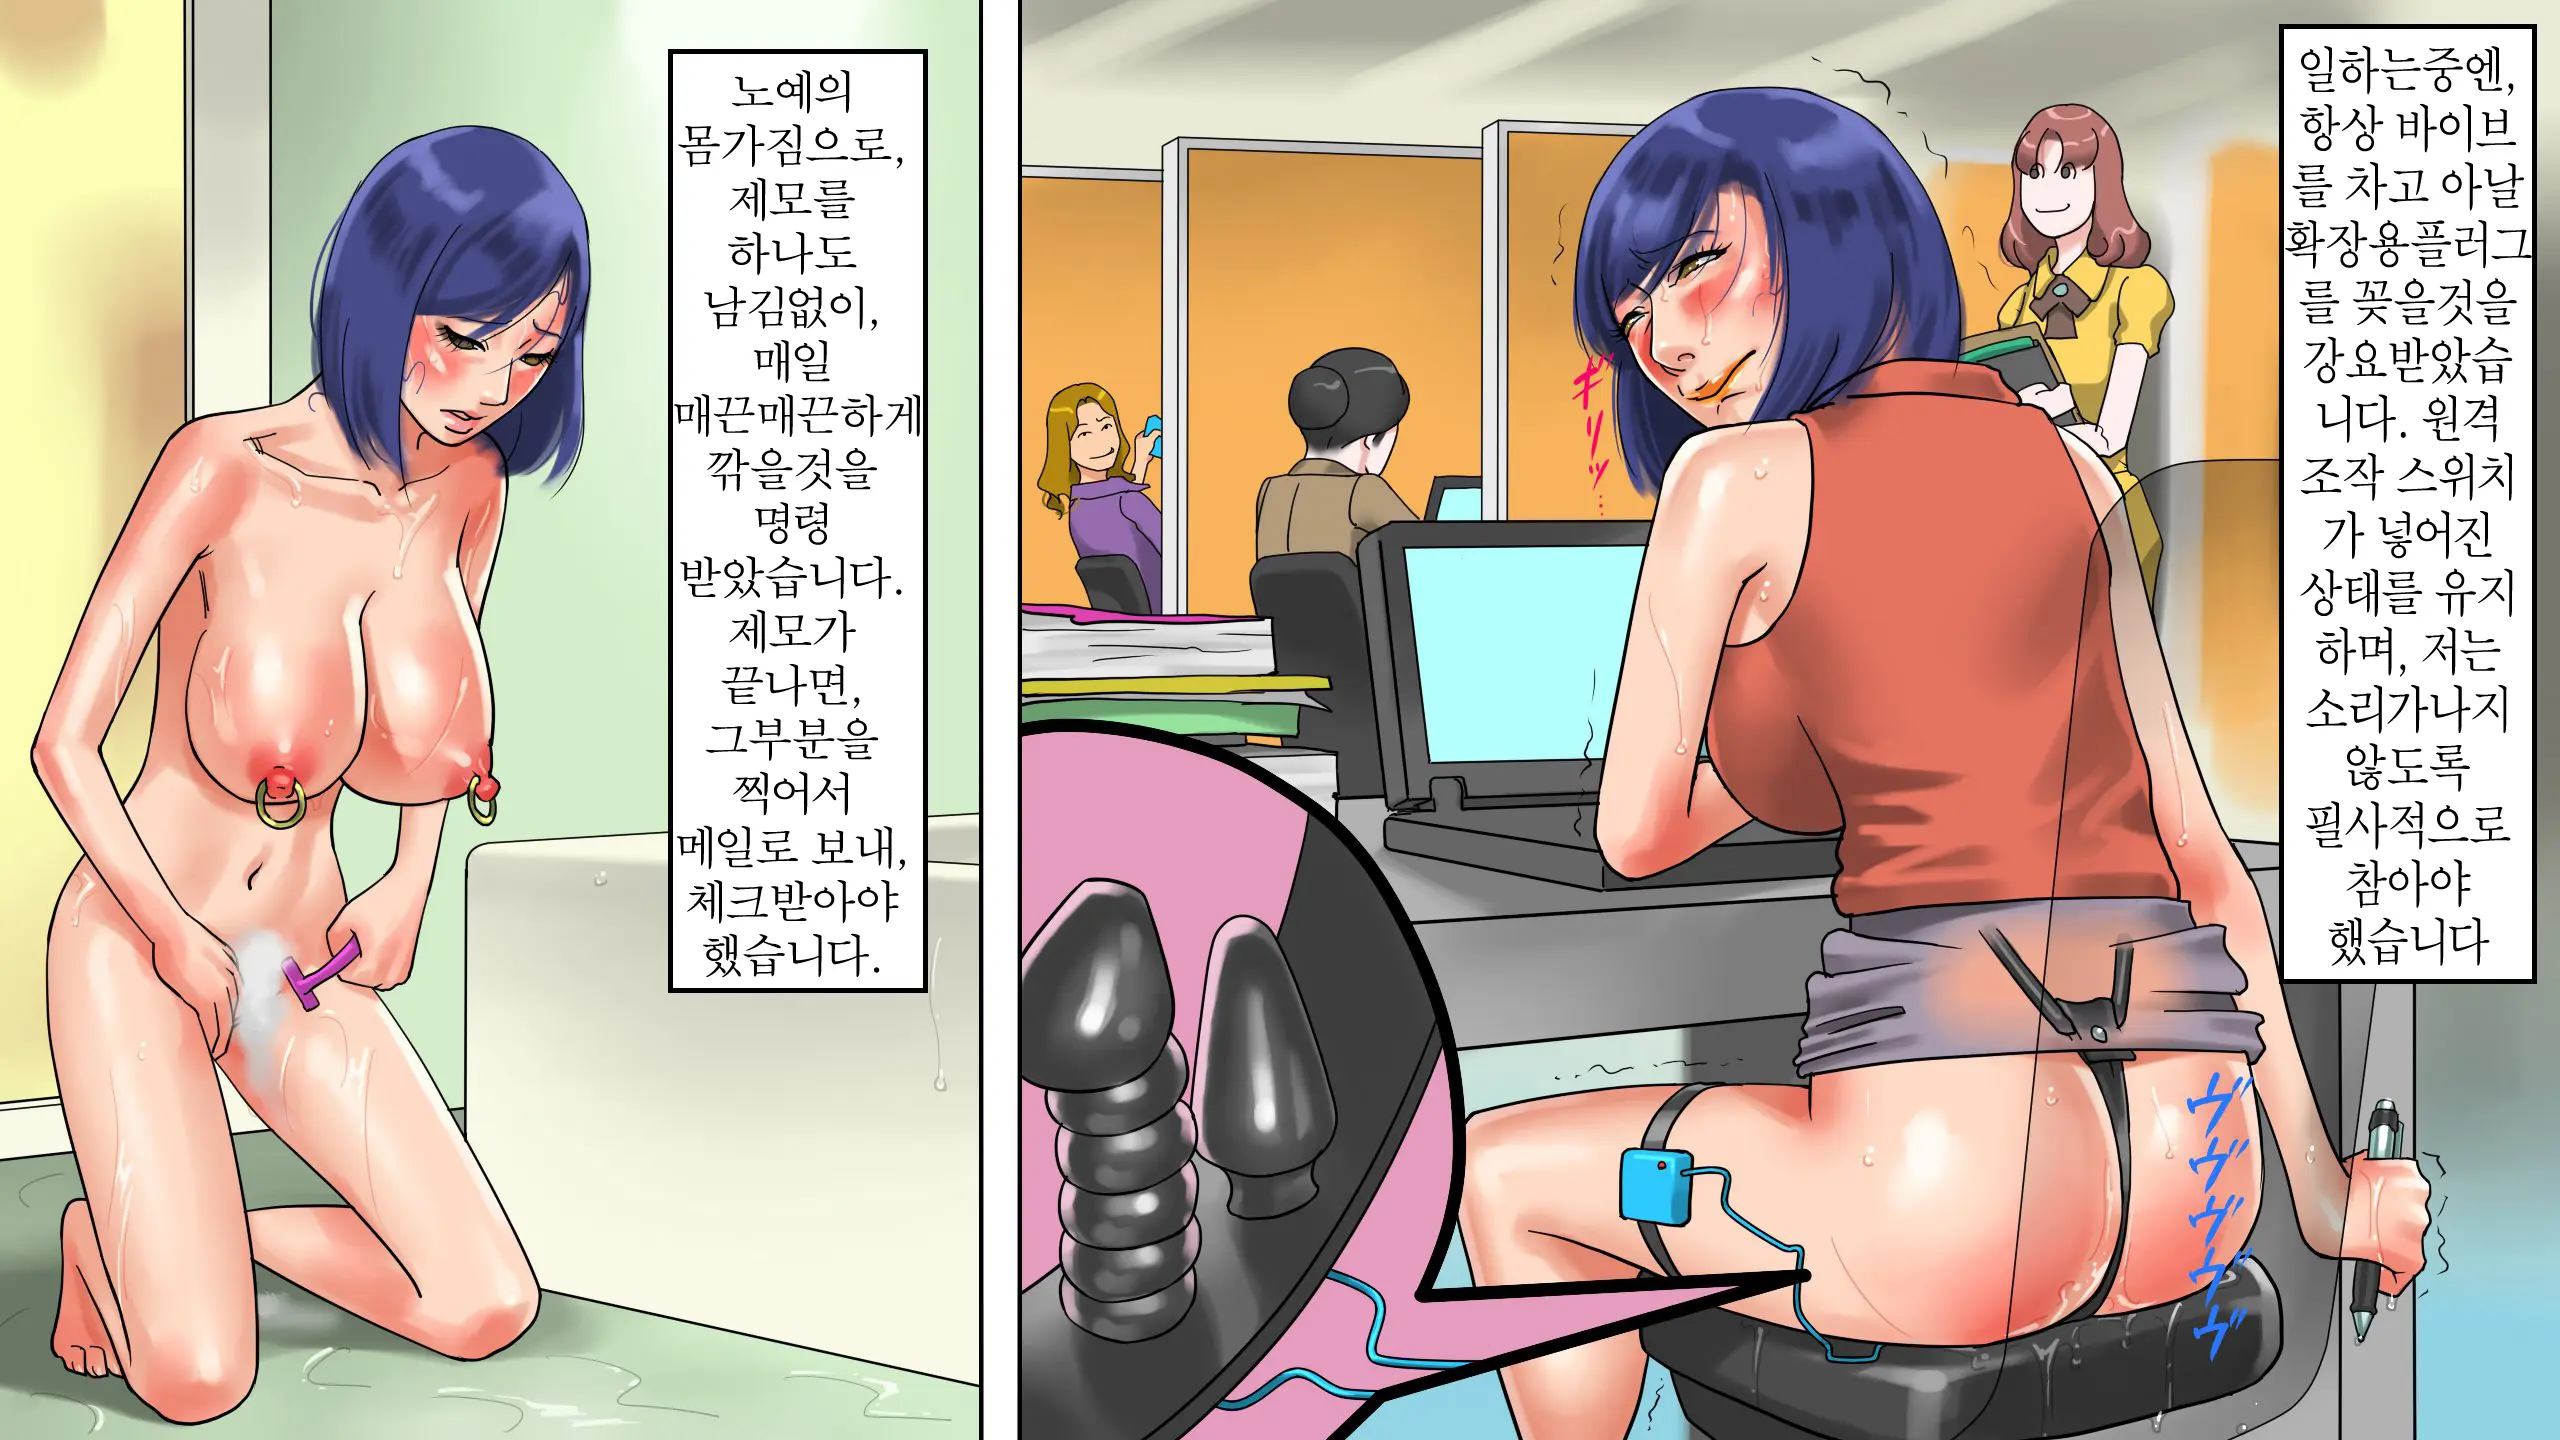 노예의
몸가짐으로,
제모를
하나도
남김없이,
매일
매끈매끈하게
깎을것을
명령
받았습니다.
제모가
끝나면,
그부분을
찍어서
메일로 보내,
체크받아야
했습니다.
일하는중엔,
항상 바이브
를 차고 아날
확장용플러그
를 꽂을것을
강요받았습
니다. 원격
조작 스위치
가 넣어진
상태를 유지
하며, 저는
소리가나지
않도록
필사적으로
참아야
했습니다
ギリッ…
ヴヴヴヴヴ